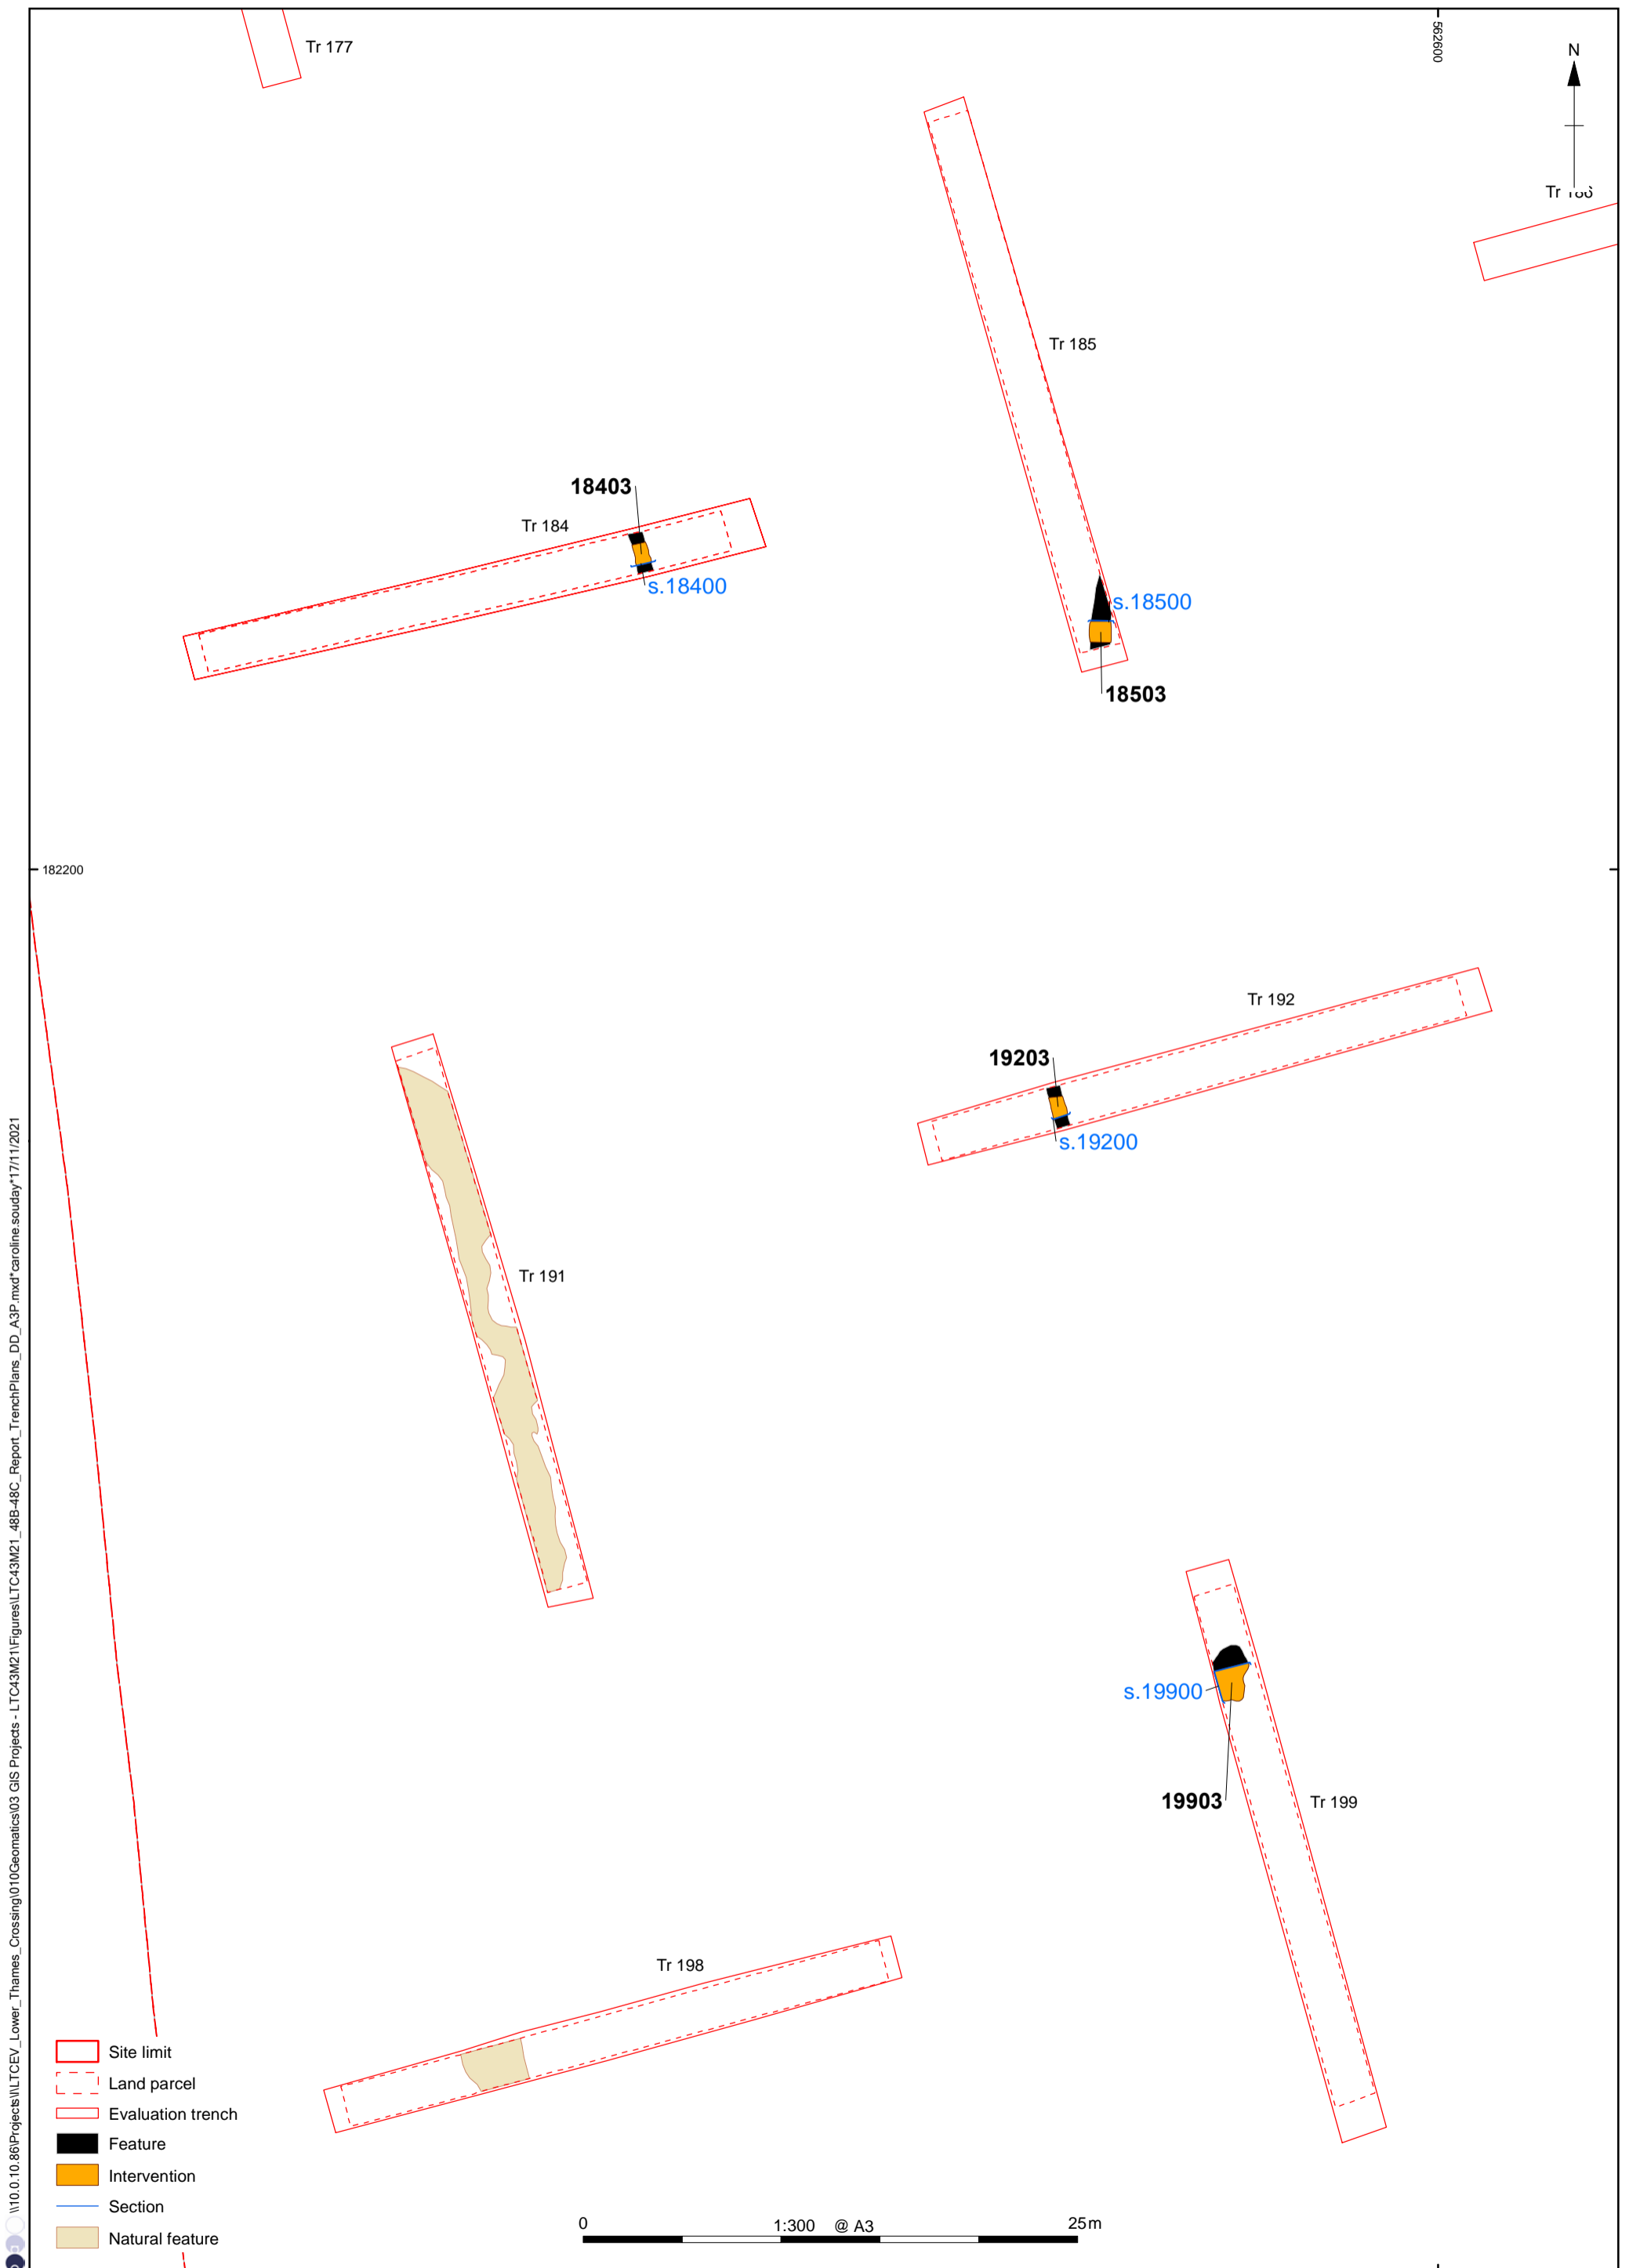 562600
N
Tr 177
Tr 186
Tr 185
18403
Tr 184
s.18400
s.18500
18503
182200
Tr 192
19203
s.19200
Tr 191
s.19900
19903
Tr 199
Tr 198
Site limit
Land parcel
Evaluation trench
Feature
Intervention
Section
Natural feature
0 1:300 @ A3 25m
\\10.0.10.86\Projects\l\LTCEV_Lower_Thames_Crossing\010Geomatics\03 GIS Projects - LTC43M21\Figures\LTC43M21_48B-48C_Report_TrenchPlans_DD_A3P.mxd*caroline.souday*17/11/2021